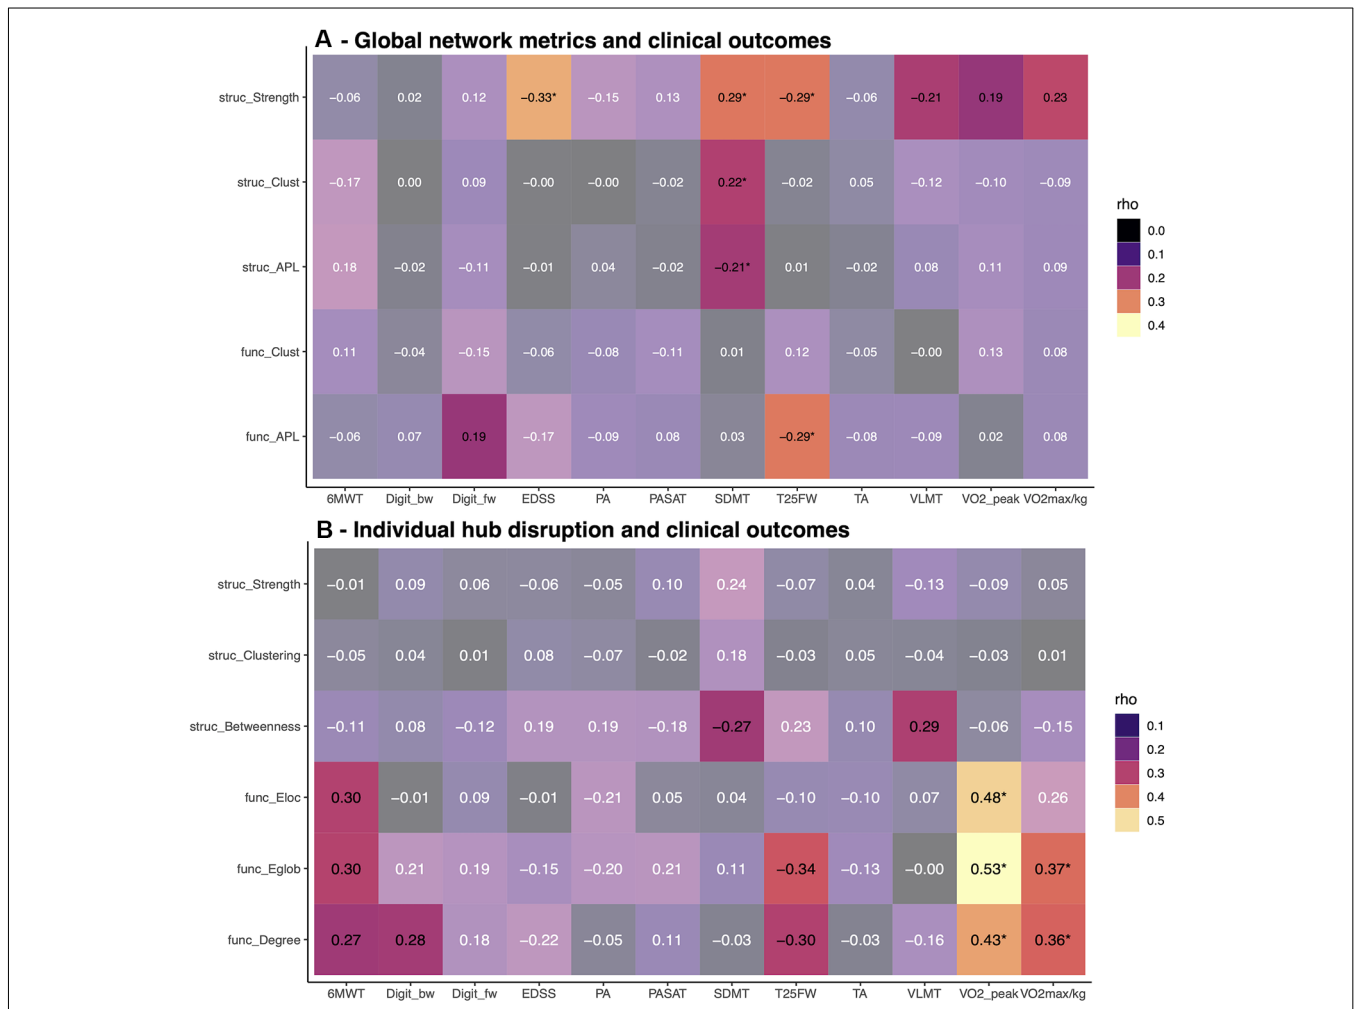 A - Global network metrics and clinical outcomes
struc_Strength −0.06 0.02 0.12 −0.33* −0.15 0.13 0.29* −0.29* −0.06 −0.21 0.19 0.23
struc_Clust −0.17 0.00 0.09 −0.00 −0.00 −0.02 0.22* −0.02 0.05 −0.12 −0.10 −0.09
struc_APL 0.18 −0.02 −0.11 −0.01 0.04 −0.02 −0.21* 0.01 −0.02 0.08 0.11 0.09
func_Clust 0.11 −0.04 −0.15 −0.06 −0.08 −0.11 0.01 0.12 −0.05 −0.00 0.13 0.08
func_APL −0.06 0.07 0.19 −0.17 −0.09 0.08 0.03 −0.29* −0.08 −0.09 0.02 0.08
6MWT Digit_bw Digit_fw EDSS PA PASAT SDMT T25FW TA VLMT VO2_peak VO2max/kg
rho
0.0
0.1
0.2
0.3
0.4
B - Individual hub disruption and clinical outcomes
struc_Strength −0.01 0.09 0.06 −0.06 −0.05 0.10 0.24 −0.07 0.04 −0.13 −0.09 0.05
struc_Clustering −0.05 0.04 0.01 0.08 −0.07 −0.02 0.18 −0.03 0.05 −0.04 −0.03 0.01
struc_Betweenness −0.11 0.08 −0.12 0.19 0.19 −0.18 −0.27 0.23 0.10 0.29 −0.06 −0.15
func_Eloc 0.30 −0.01 0.09 −0.01 −0.21 0.05 0.04 −0.10 −0.10 0.07 0.48* 0.26
func_Eglob 0.30 0.21 0.19 −0.15 −0.20 0.21 0.11 −0.34 −0.13 −0.00 0.53* 0.37*
func_Degree 0.27 0.28 0.18 −0.22 −0.05 0.11 −0.03 −0.30 −0.03 −0.16 0.43* 0.36*
6MWT Digit_bw Digit_fw EDSS PA PASAT SDMT T25FW TA VLMT VO2_peak VO2max/kg
rho
0.1
0.2
0.3
0.4
0.5